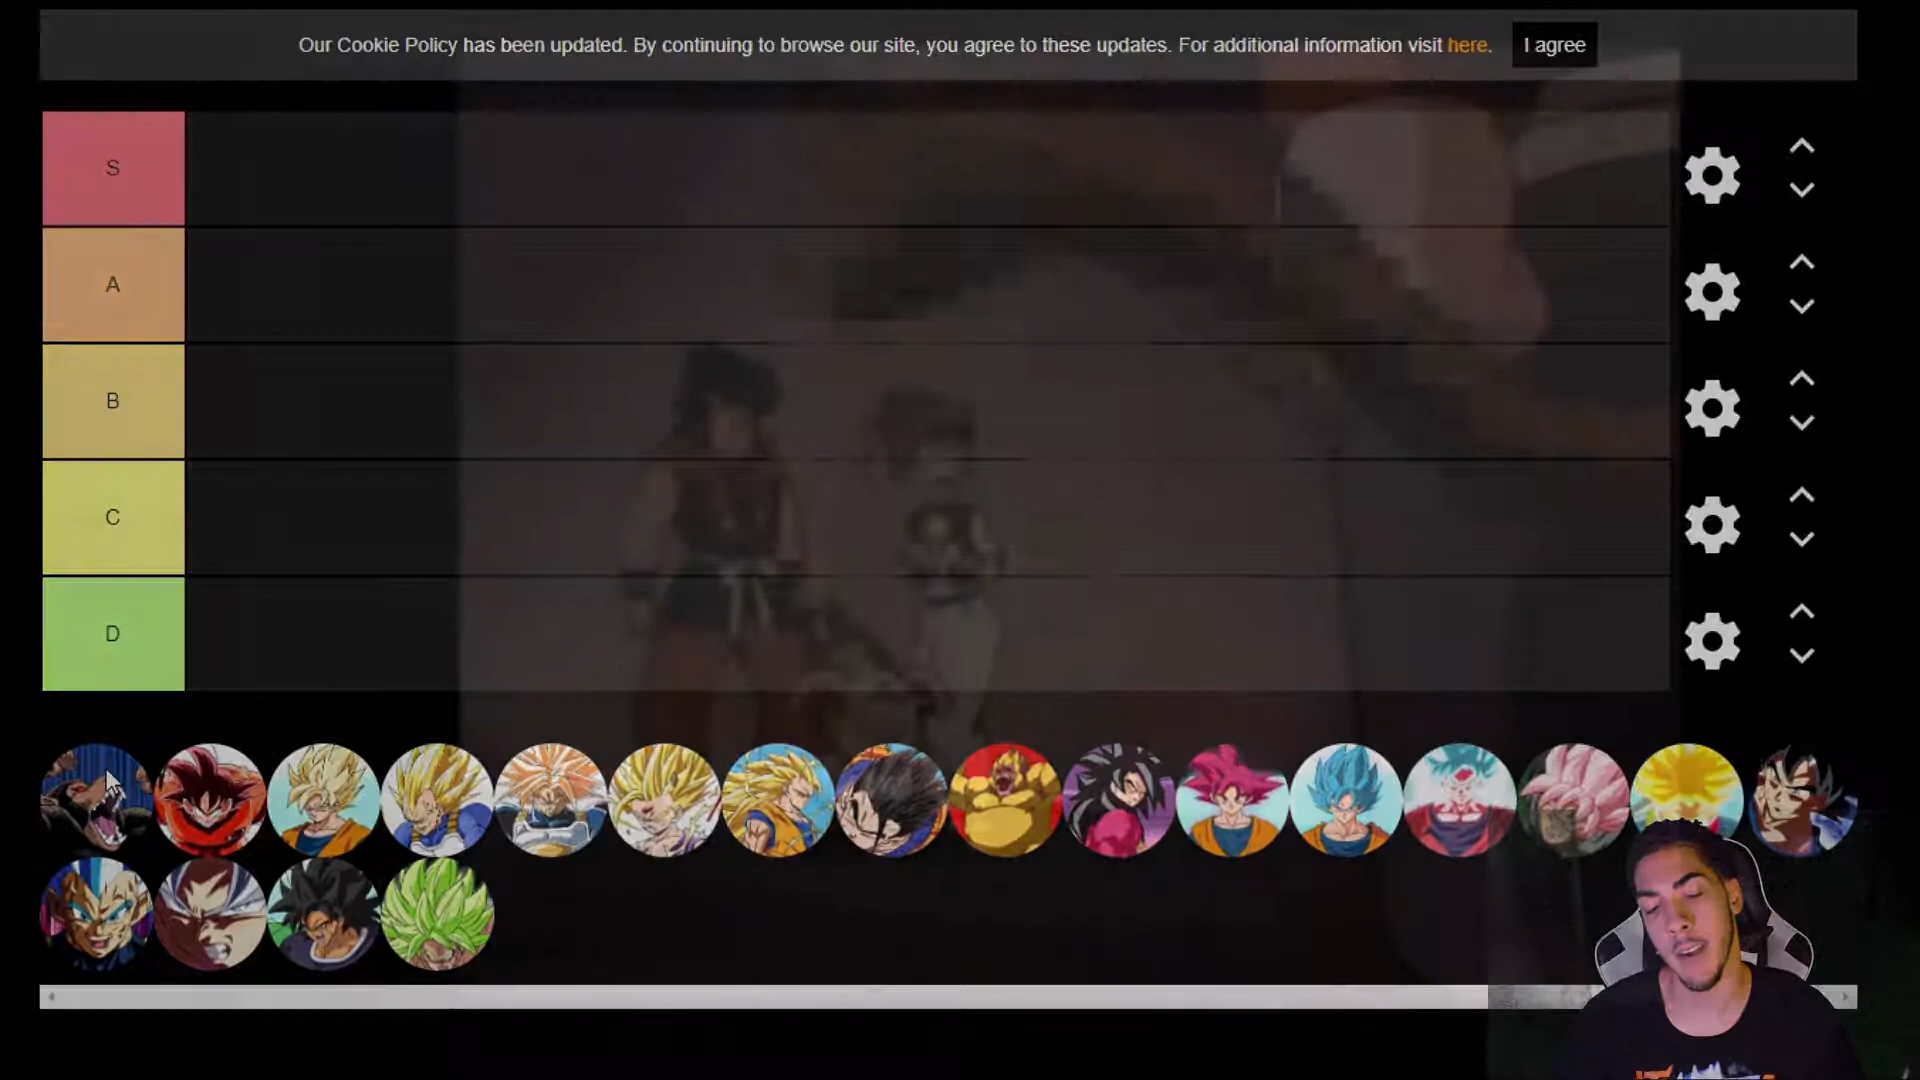 Our Cookie Policy has been updated. By continuing to browse our site, you agree to these updates. For additional information visit here. I agree
S
A
B
C
D